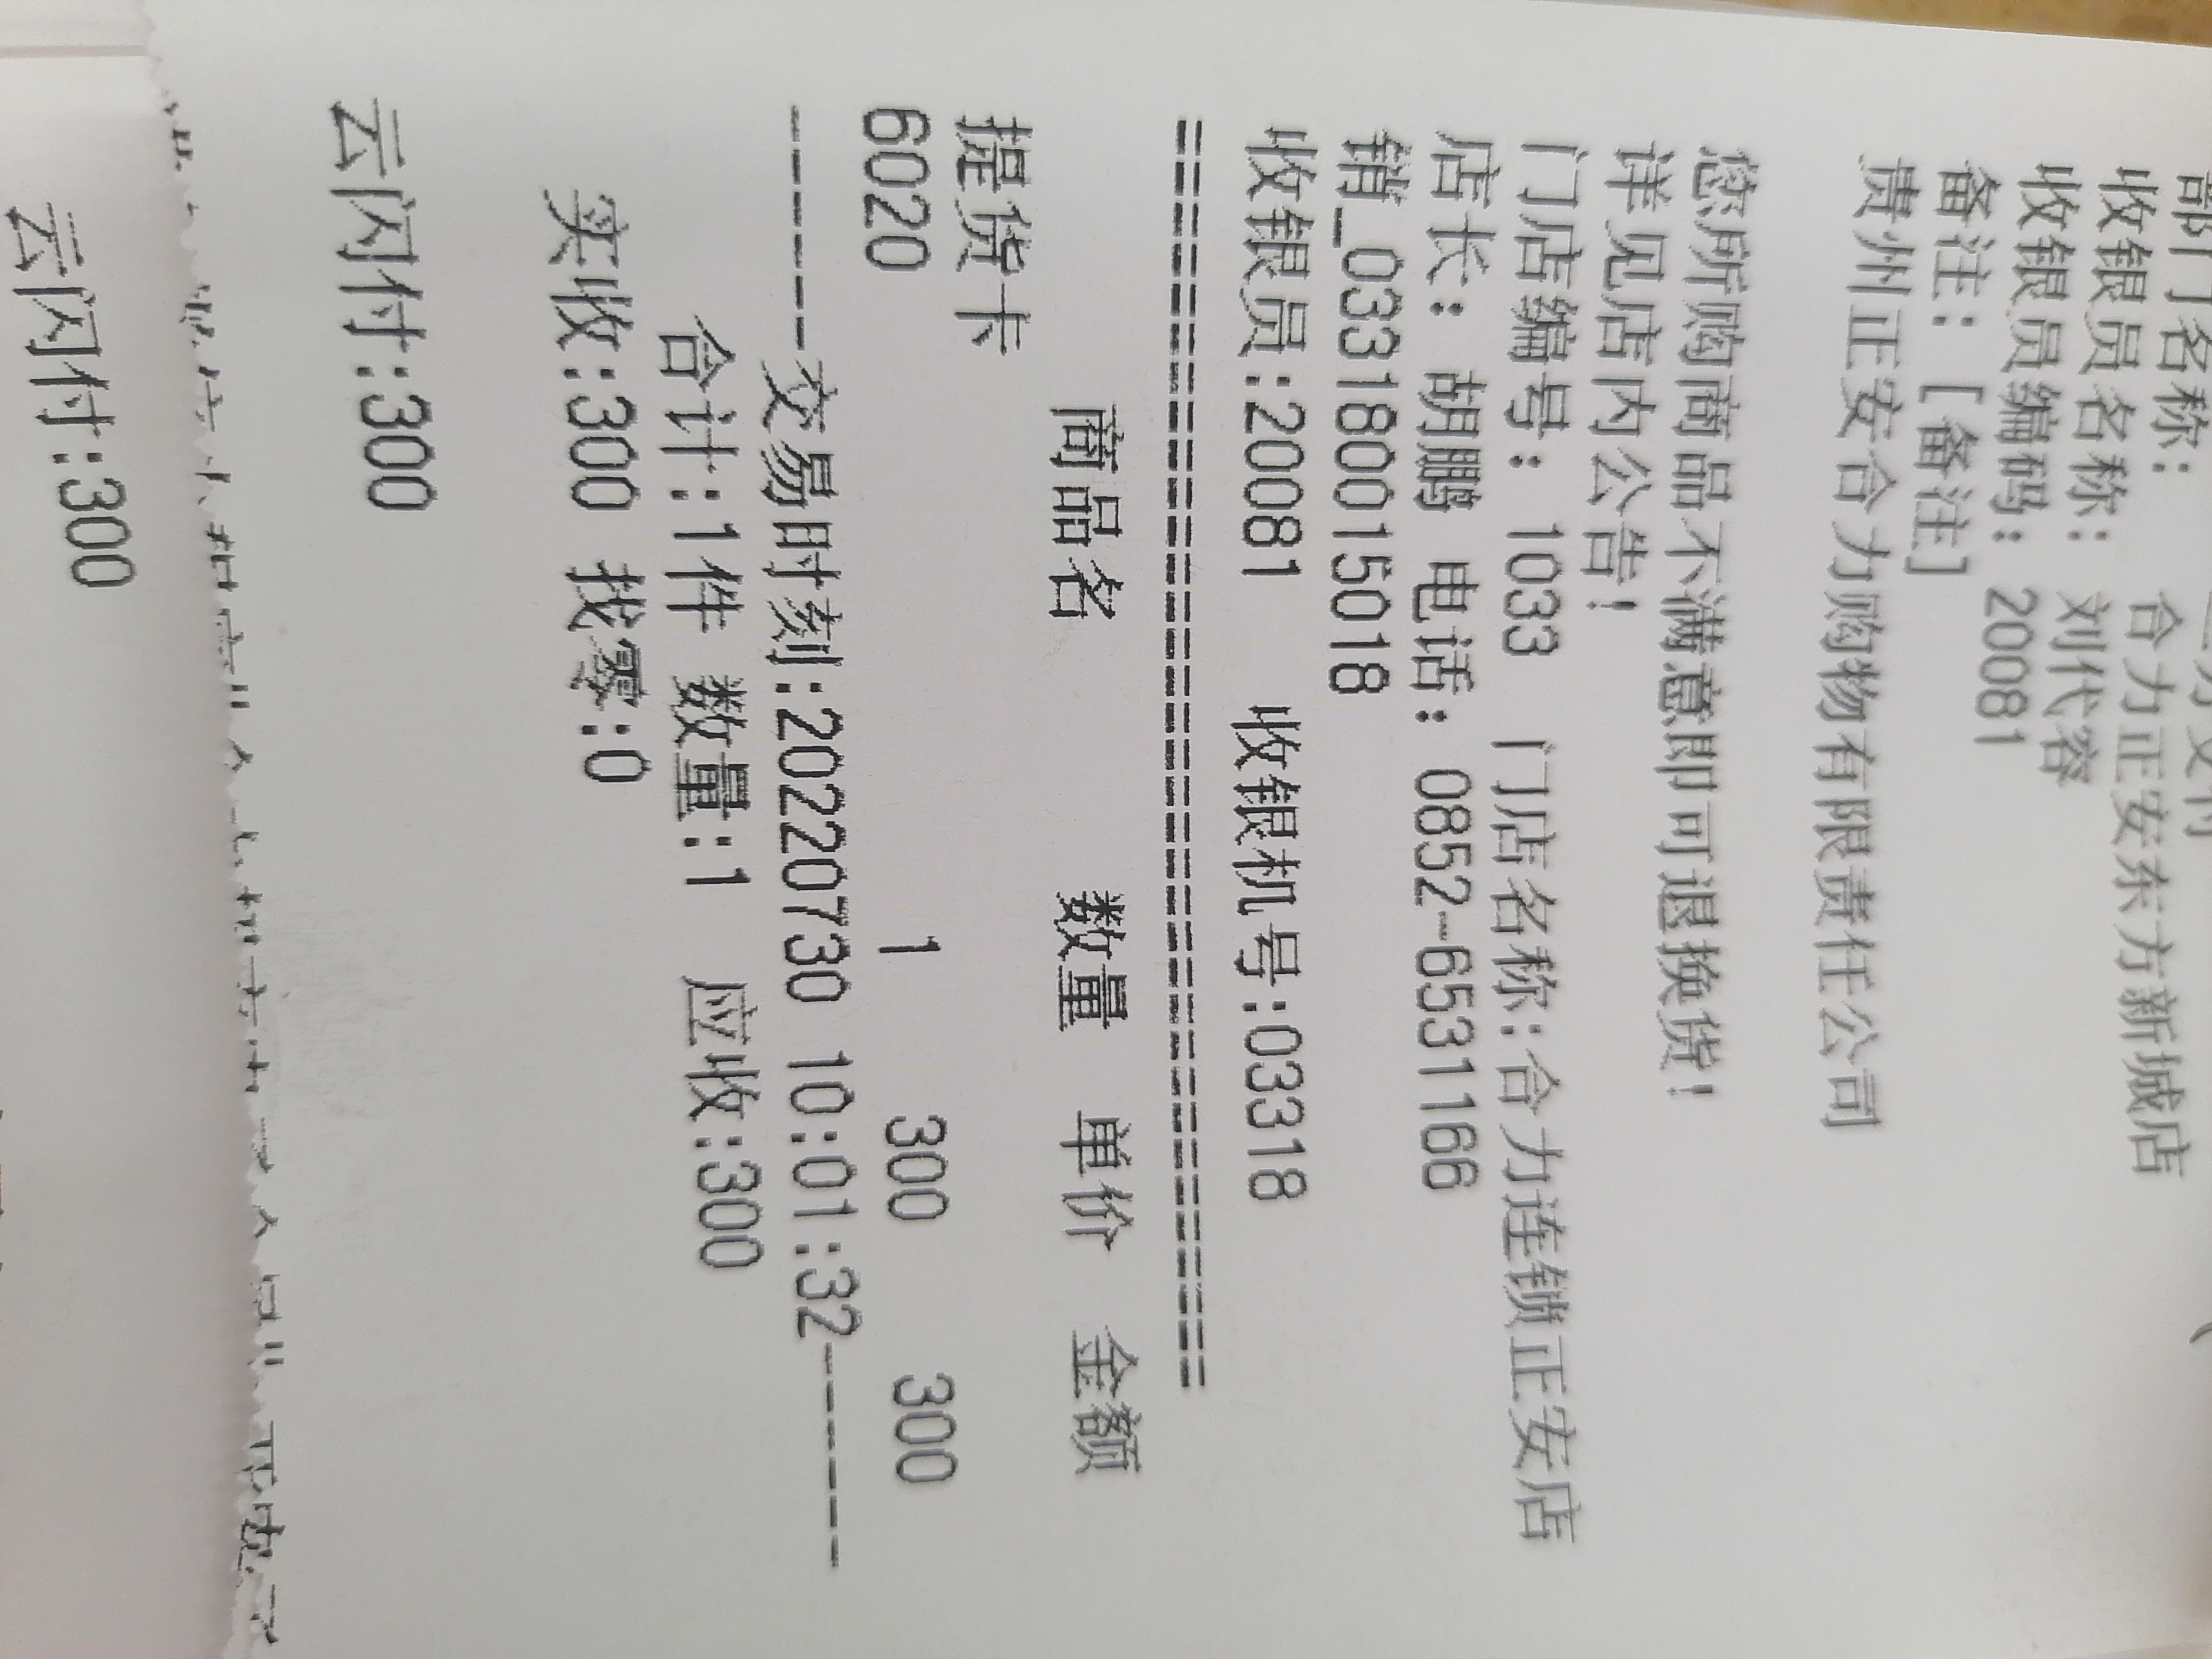 部门名称: 合力正安东方新城店
收银员名称: 刘代容
收银员编码: 20081
备注: [备注]
贵州正安合力购物有限责任公司
您所购商品不满意即可退换货!
详见店内公告!
门店编号: 1033 门店名称:合力连锁正安店
店长: 胡鹏 电话: 0852-6531166
销_033180015018
收银员:20081 收银机号:03318
==============================================
商品名 数量 单价 金额
提货卡
6020 1 300 300
------交易时刻:20220730 10:01:32------
合计:1件 数量:1 应收:300
实收:300 找零:0
云闪付:300
云闪付:300